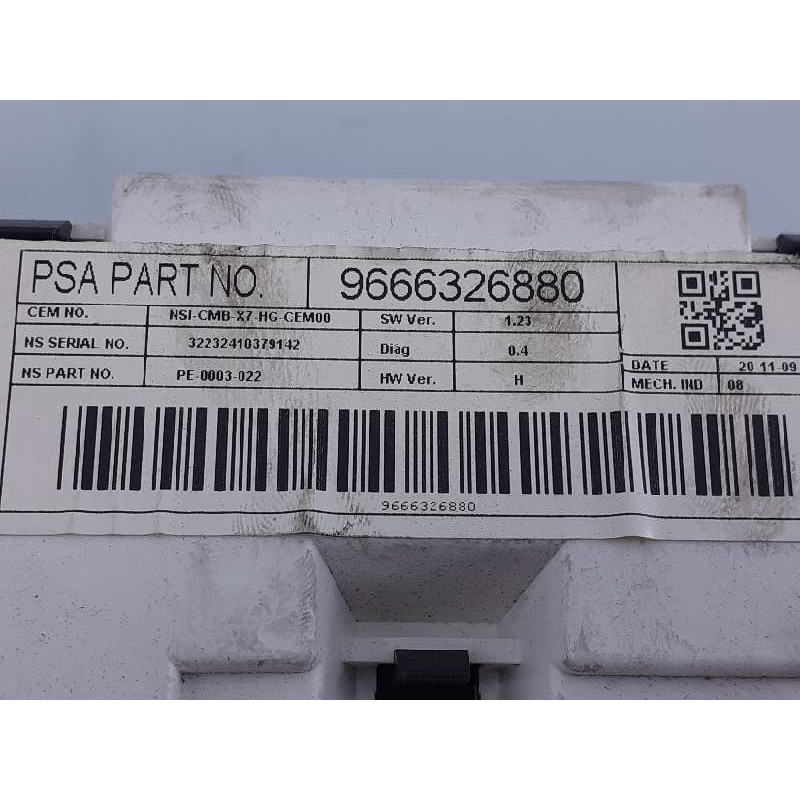 PSA PART NO. 9666326880
CEM NO. NSI-CMB-X7-HG-CEM00 SW Ver. 1.23
NS SERIAL NO. 32232410379142 Diag 0.4
NS PART NO. PE-0003-022 HW Ver. H
DATE 20 11-09
MECH. IND 08
9666326880